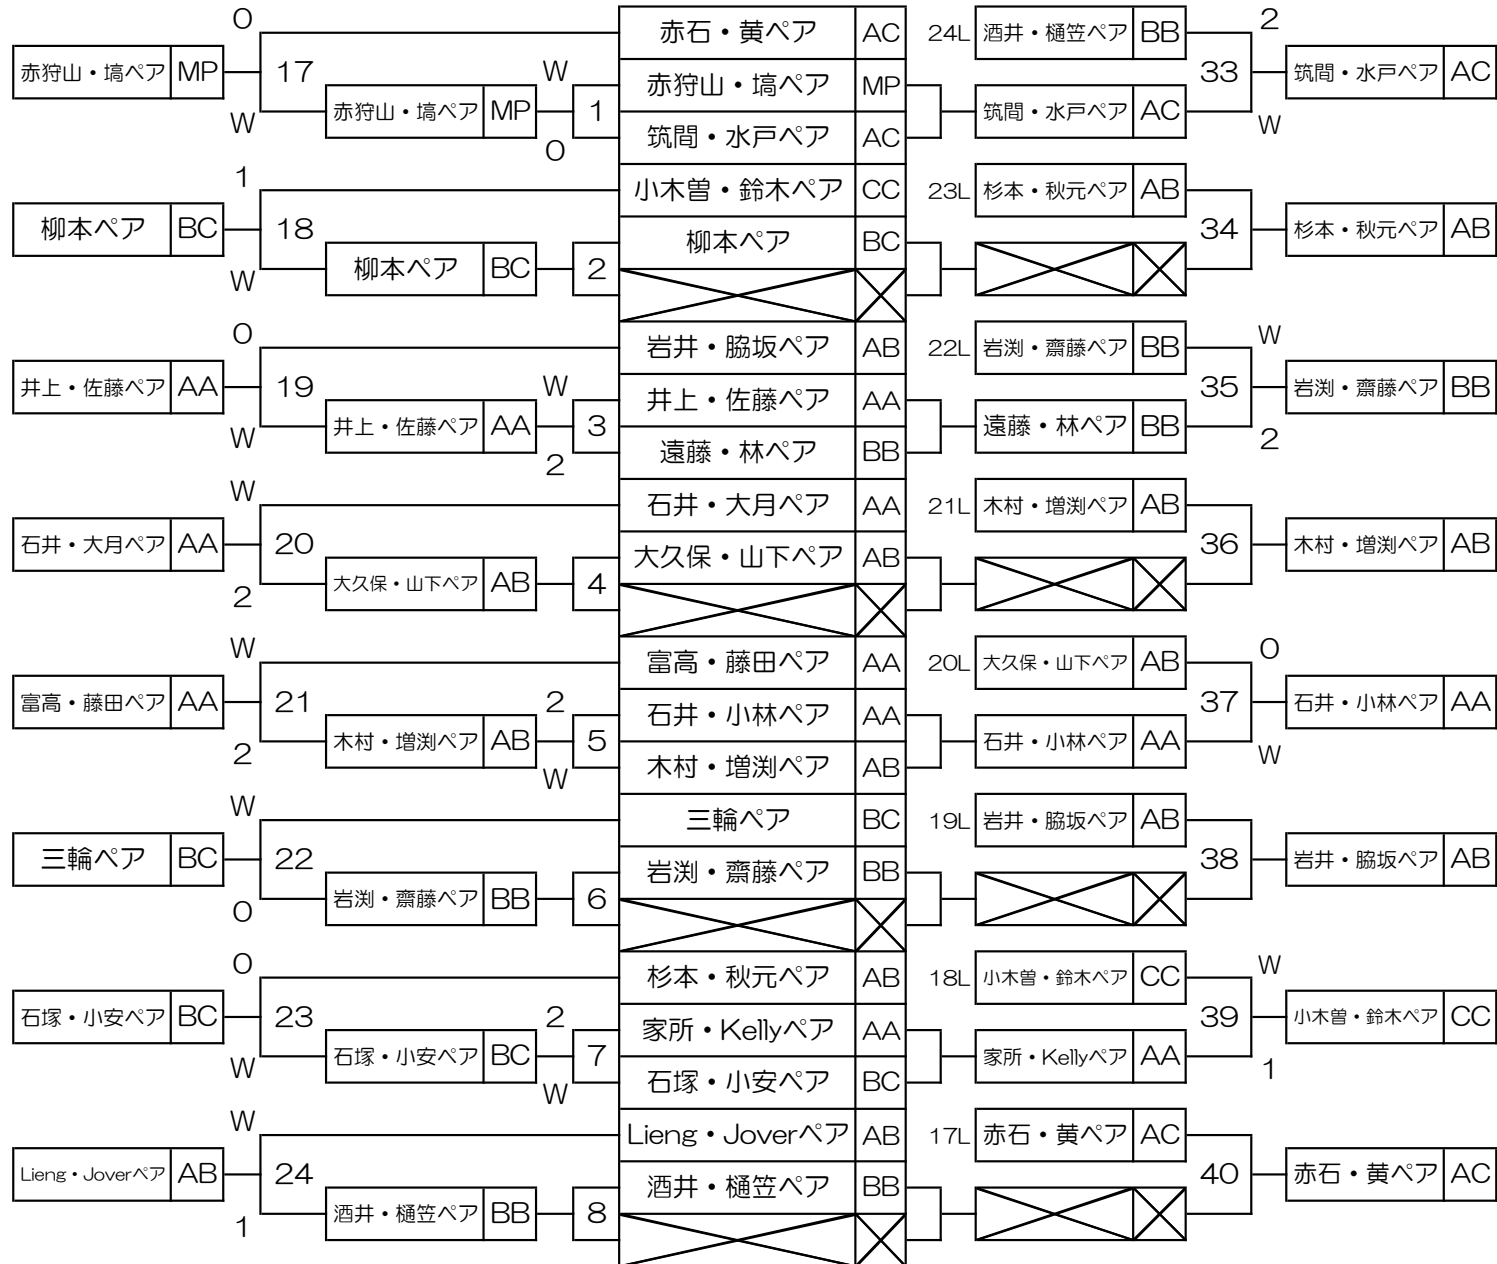 0 赤石・黄ペア AC 24L 酒井・樋笠ペア BB 2
赤狩山・塙ペア MP 17 W 赤狩山・塙ペア MP 33 筑間・水戸ペア AC
W 赤狩山・塙ペア MP 0 1 筑間・水戸ペア AC 筑間・水戸ペア AC W
1 小木曽・鈴木ペア CC 23L 杉本・秋元ペア AB
柳本ペア BC 18 柳本ペア BC 34 杉本・秋元ペア AB
W 柳本ペア BC 2
0 岩井・脇坂ペア AB 22L 岩渕・齋藤ペア BB W
井上・佐藤ペア AA 19 W 井上・佐藤ペア AA 35 岩渕・齋藤ペア BB
W 井上・佐藤ペア AA 2 3 遠藤・林ペア BB 遠藤・林ペア BB 2
W 石井・大月ペア AA 21L 木村・増渕ペア AB
石井・大月ペア AA 20 大久保・山下ペア AB 36 木村・増渕ペア AB
2 大久保・山下ペア AB 4
W 富高・藤田ペア AA 20L 大久保・山下ペア AB 0
富高・藤田ペア AA 21 2 石井・小林ペア AA 37 石井・小林ペア AA
2 木村・増渕ペア AB W 5 木村・増渕ペア AB 石井・小林ペア AA W
W 三輪ペア BC 19L 岩井・脇坂ペア AB
三輪ペア BC 22 岩渕・齋藤ペア BB 38 岩井・脇坂ペア AB
0 岩渕・齋藤ペア BB 6
0 杉本・秋元ペア AB 18L 小木曽・鈴木ペア CC W
石塚・小安ペア BC 23 2 家所・Kellyペア AA 39 小木曽・鈴木ペア CC
W 石塚・小安ペア BC W 7 石塚・小安ペア BC 家所・Kellyペア AA 1
W Lieng・Joverペア AB 17L 赤石・黄ペア AC
Lieng・Joverペア AB 24 酒井・樋笠ペア BB 40 赤石・黄ペア AC
1 酒井・樋笠ペア BB 8